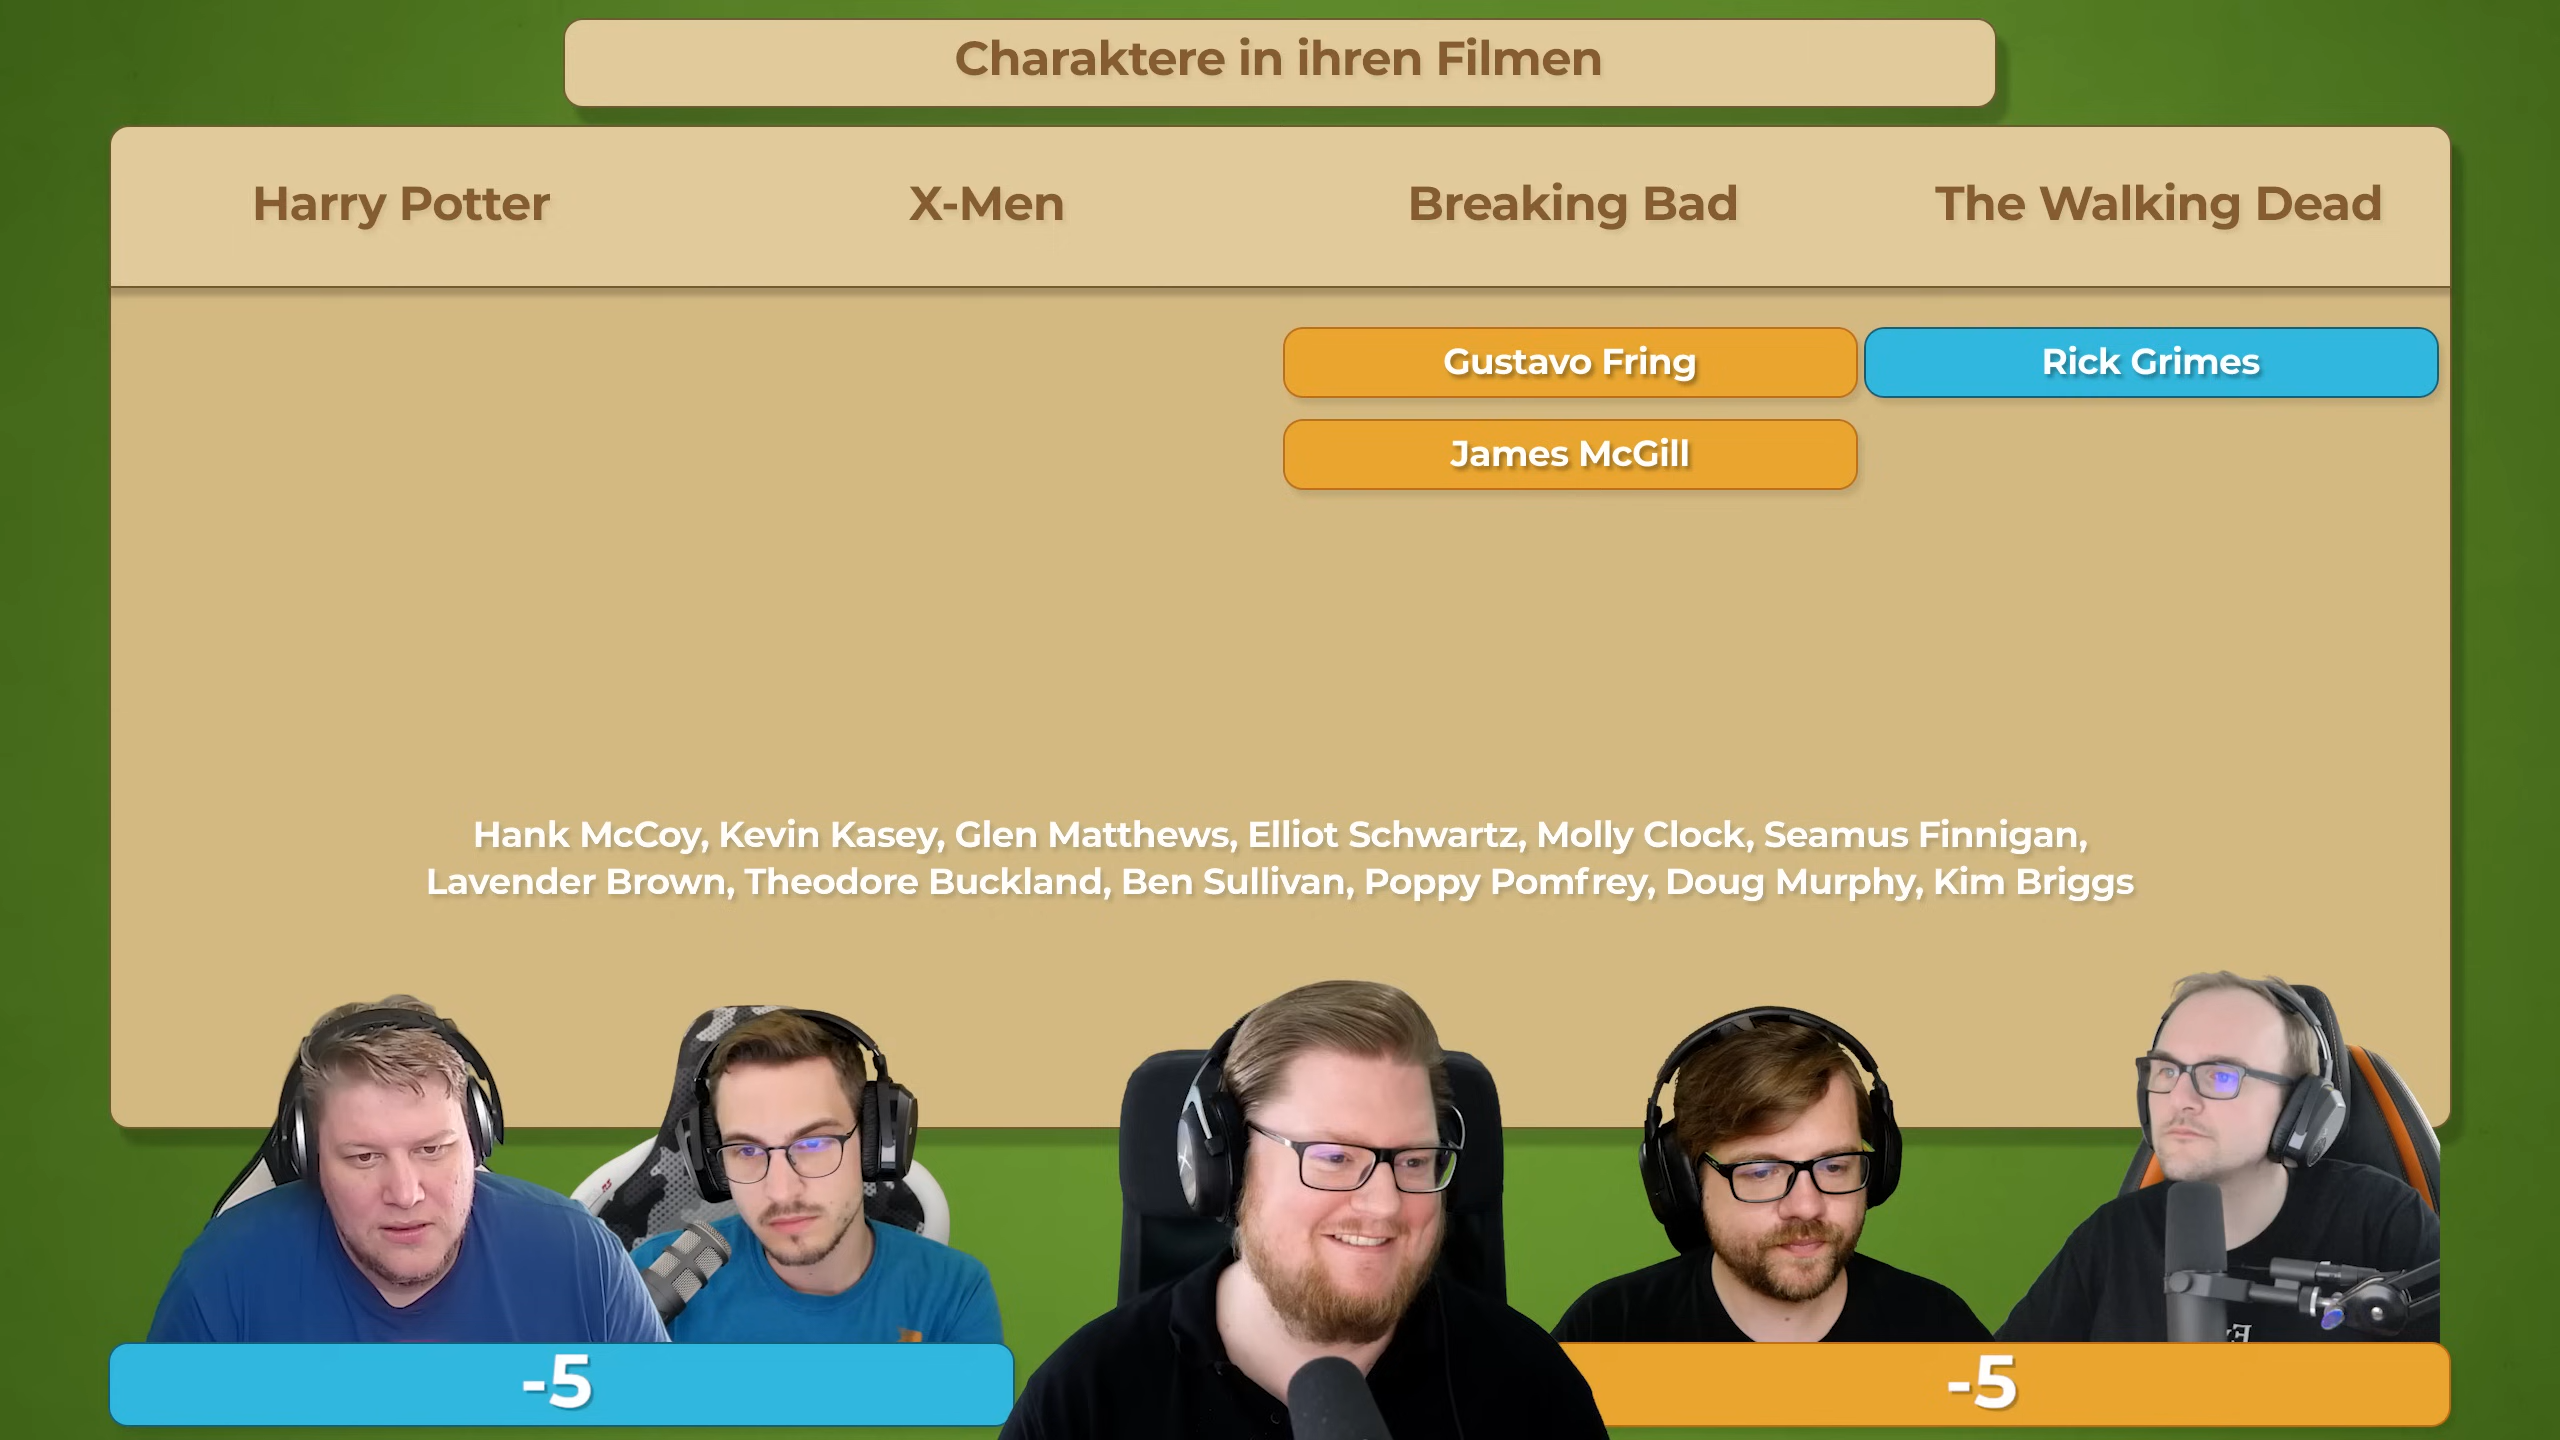 Charaktere in ihren Filmen
Harry Potter
X-Men
Breaking Bad
The Walking Dead
Gustavo Fring
Rick Grimes
James McGill
Hank McCoy, Kevin Kasey, Glen Matthews, Elliot Schwartz, Molly Clock, Seamus Finnigan,
Lavender Brown, Theodore Buckland, Ben Sullivan, Poppy Pomfrey, Doug Murphy, Kim Briggs
-5
-5